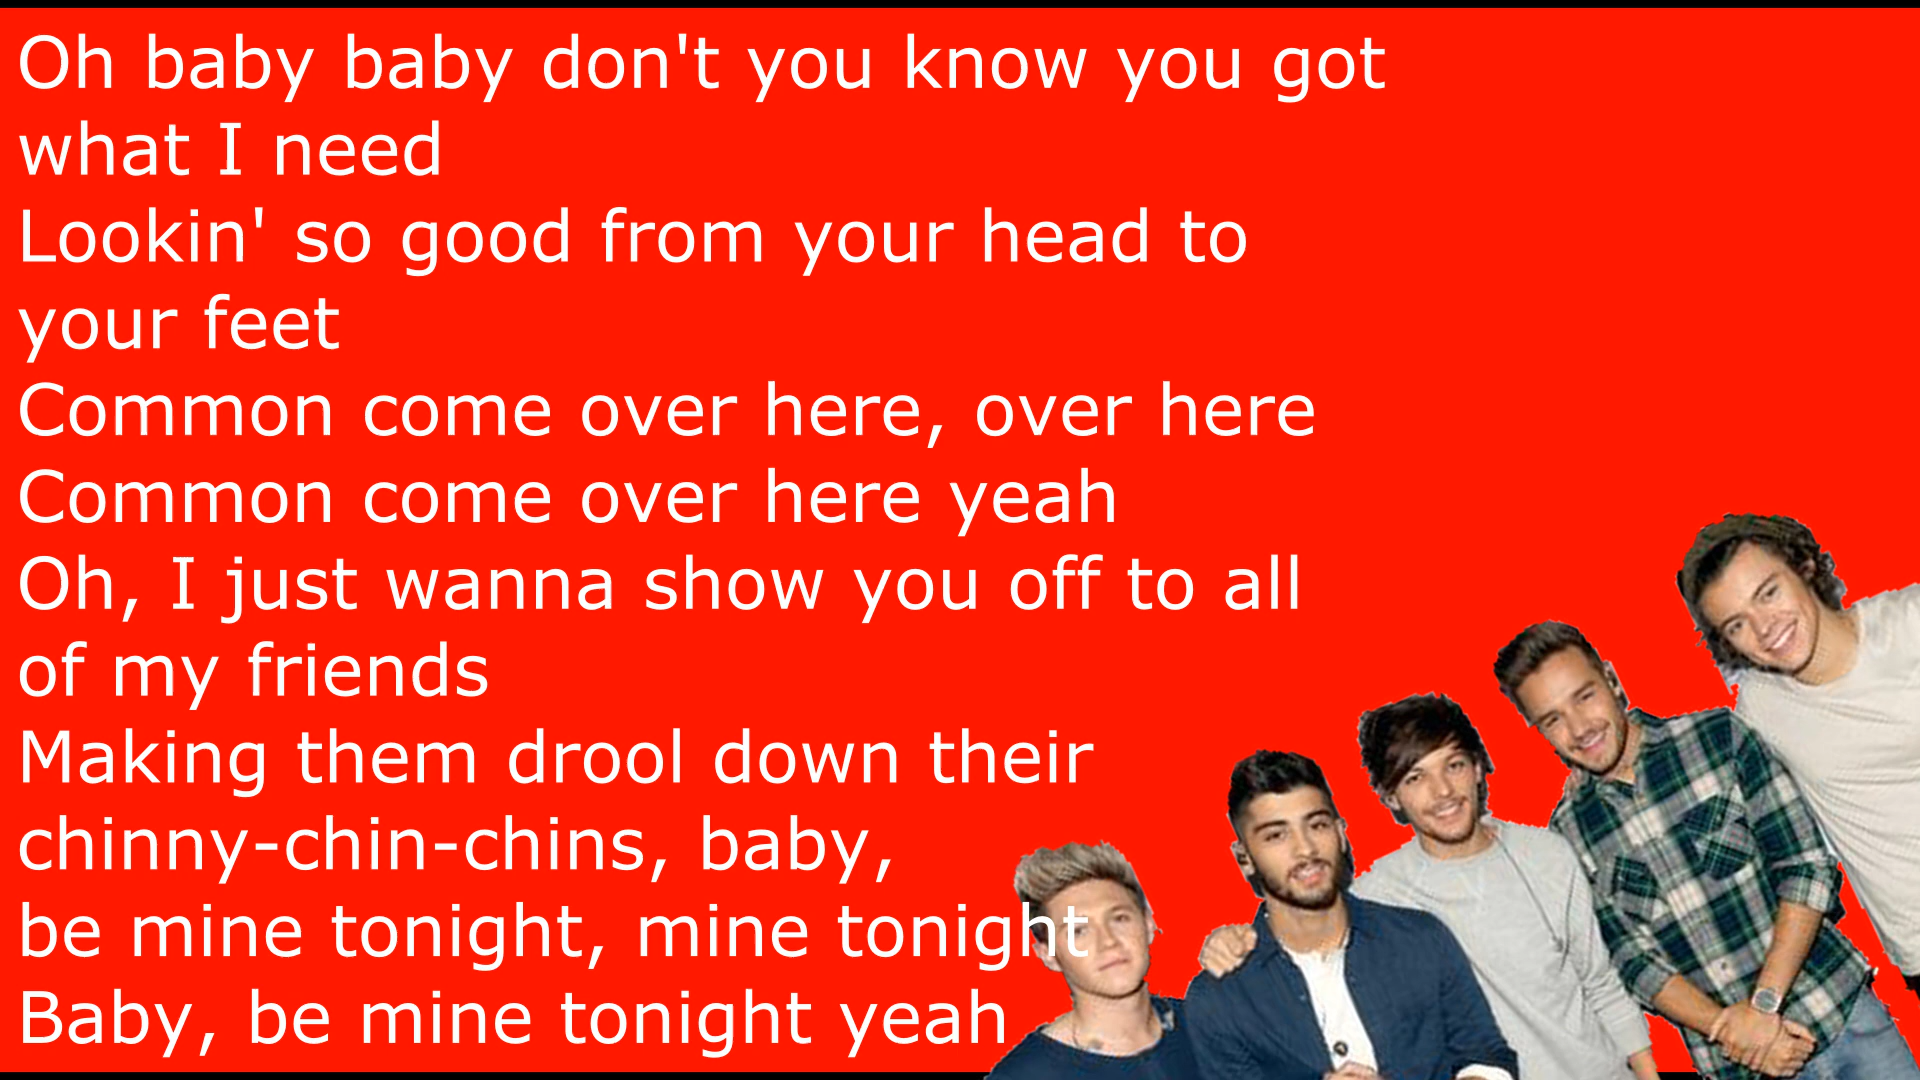 Oh baby baby don't you know you got
what I need
Lookin' so good from your head to
your feet
Common come over here, over here
Common come over here yeah
Oh, I just wanna show you off to all
of my friends
Making them drool down their
chinny-chin-chins, baby,
be mine tonight, mine tonight
Baby, be mine tonight yeah